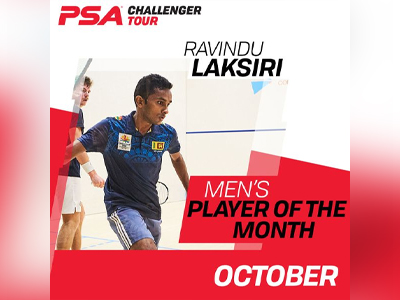 PSA CHALLENGER
TOUR
RAVINDU
LAKSIRI
MEN'S
PLAYER OF THE
MONTH
OCTOBER